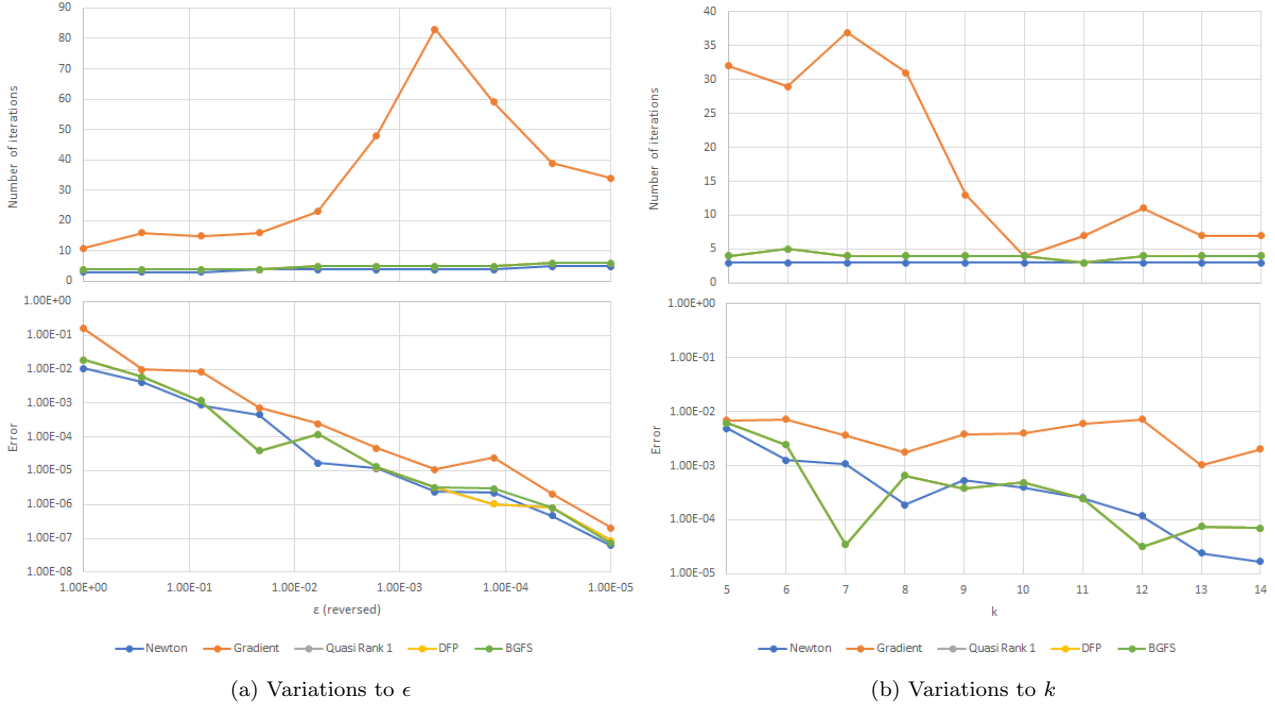 Number of iterations
90
80
70
60
50
40
30
20
10
0
Error
1.00E+00
1.00E-01
1.00E-02
1.00E-03
1.00E-04
1.00E-05
1.00E-06
1.00E-07
1.00E-08
1.00E+00 1.00E-01 1.00E-02 1.00E-03 1.00E-04 1.00E-05
ε (reversed)
Newton Gradient Quasi Rank 1 DFP BGFS
(a) Variations to ϵ
Number of iterations
40
35
30
25
20
15
10
5
0
Error
1.00E+00
1.00E-01
1.00E-02
1.00E-03
1.00E-04
1.00E-05
5 6 7 8 9 10 11 12 13 14
k
Newton Gradient Quasi Rank 1 DFP BGFS
(b) Variations to k